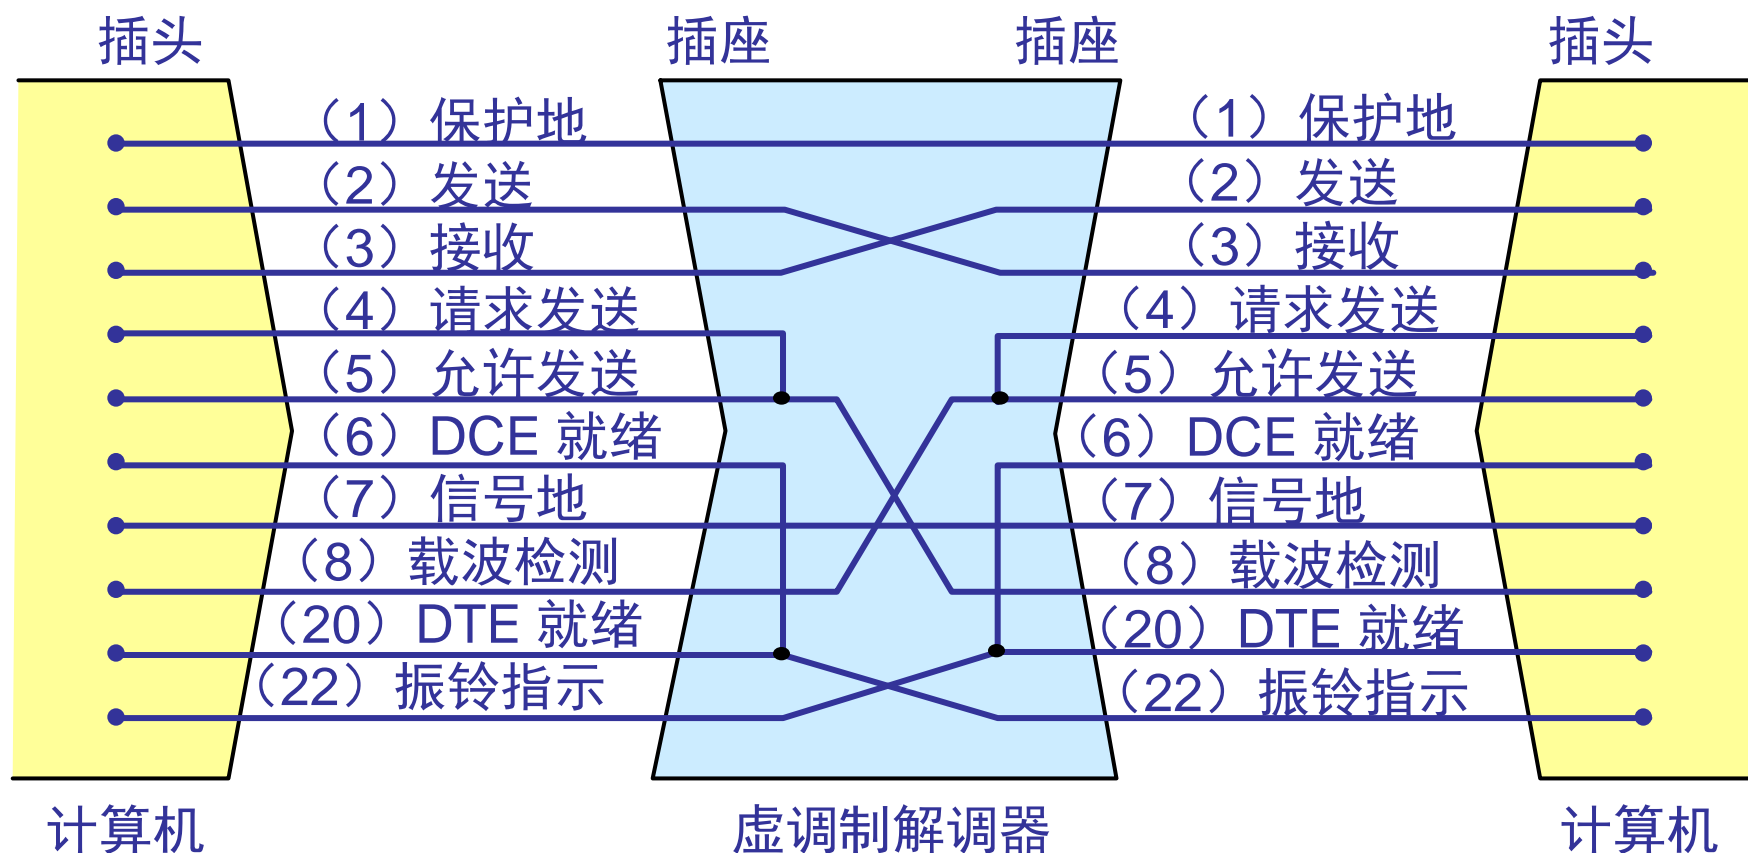 插头 插座 插座 插头
(1) 保护地 (1) 保护地
(2) 发送 (2) 发送
(3) 接收 (3) 接收
(4) 请求发送 (4) 请求发送
(5) 允许发送 (5) 允许发送
(6) DCE 就绪 (6) DCE 就绪
(7) 信号地 (7) 信号地
(8) 载波检测 (8) 载波检测
(20) DTE 就绪 (20) DTE 就绪
(22) 振铃指示 (22) 振铃指示
计算机 虚调制解调器 计算机